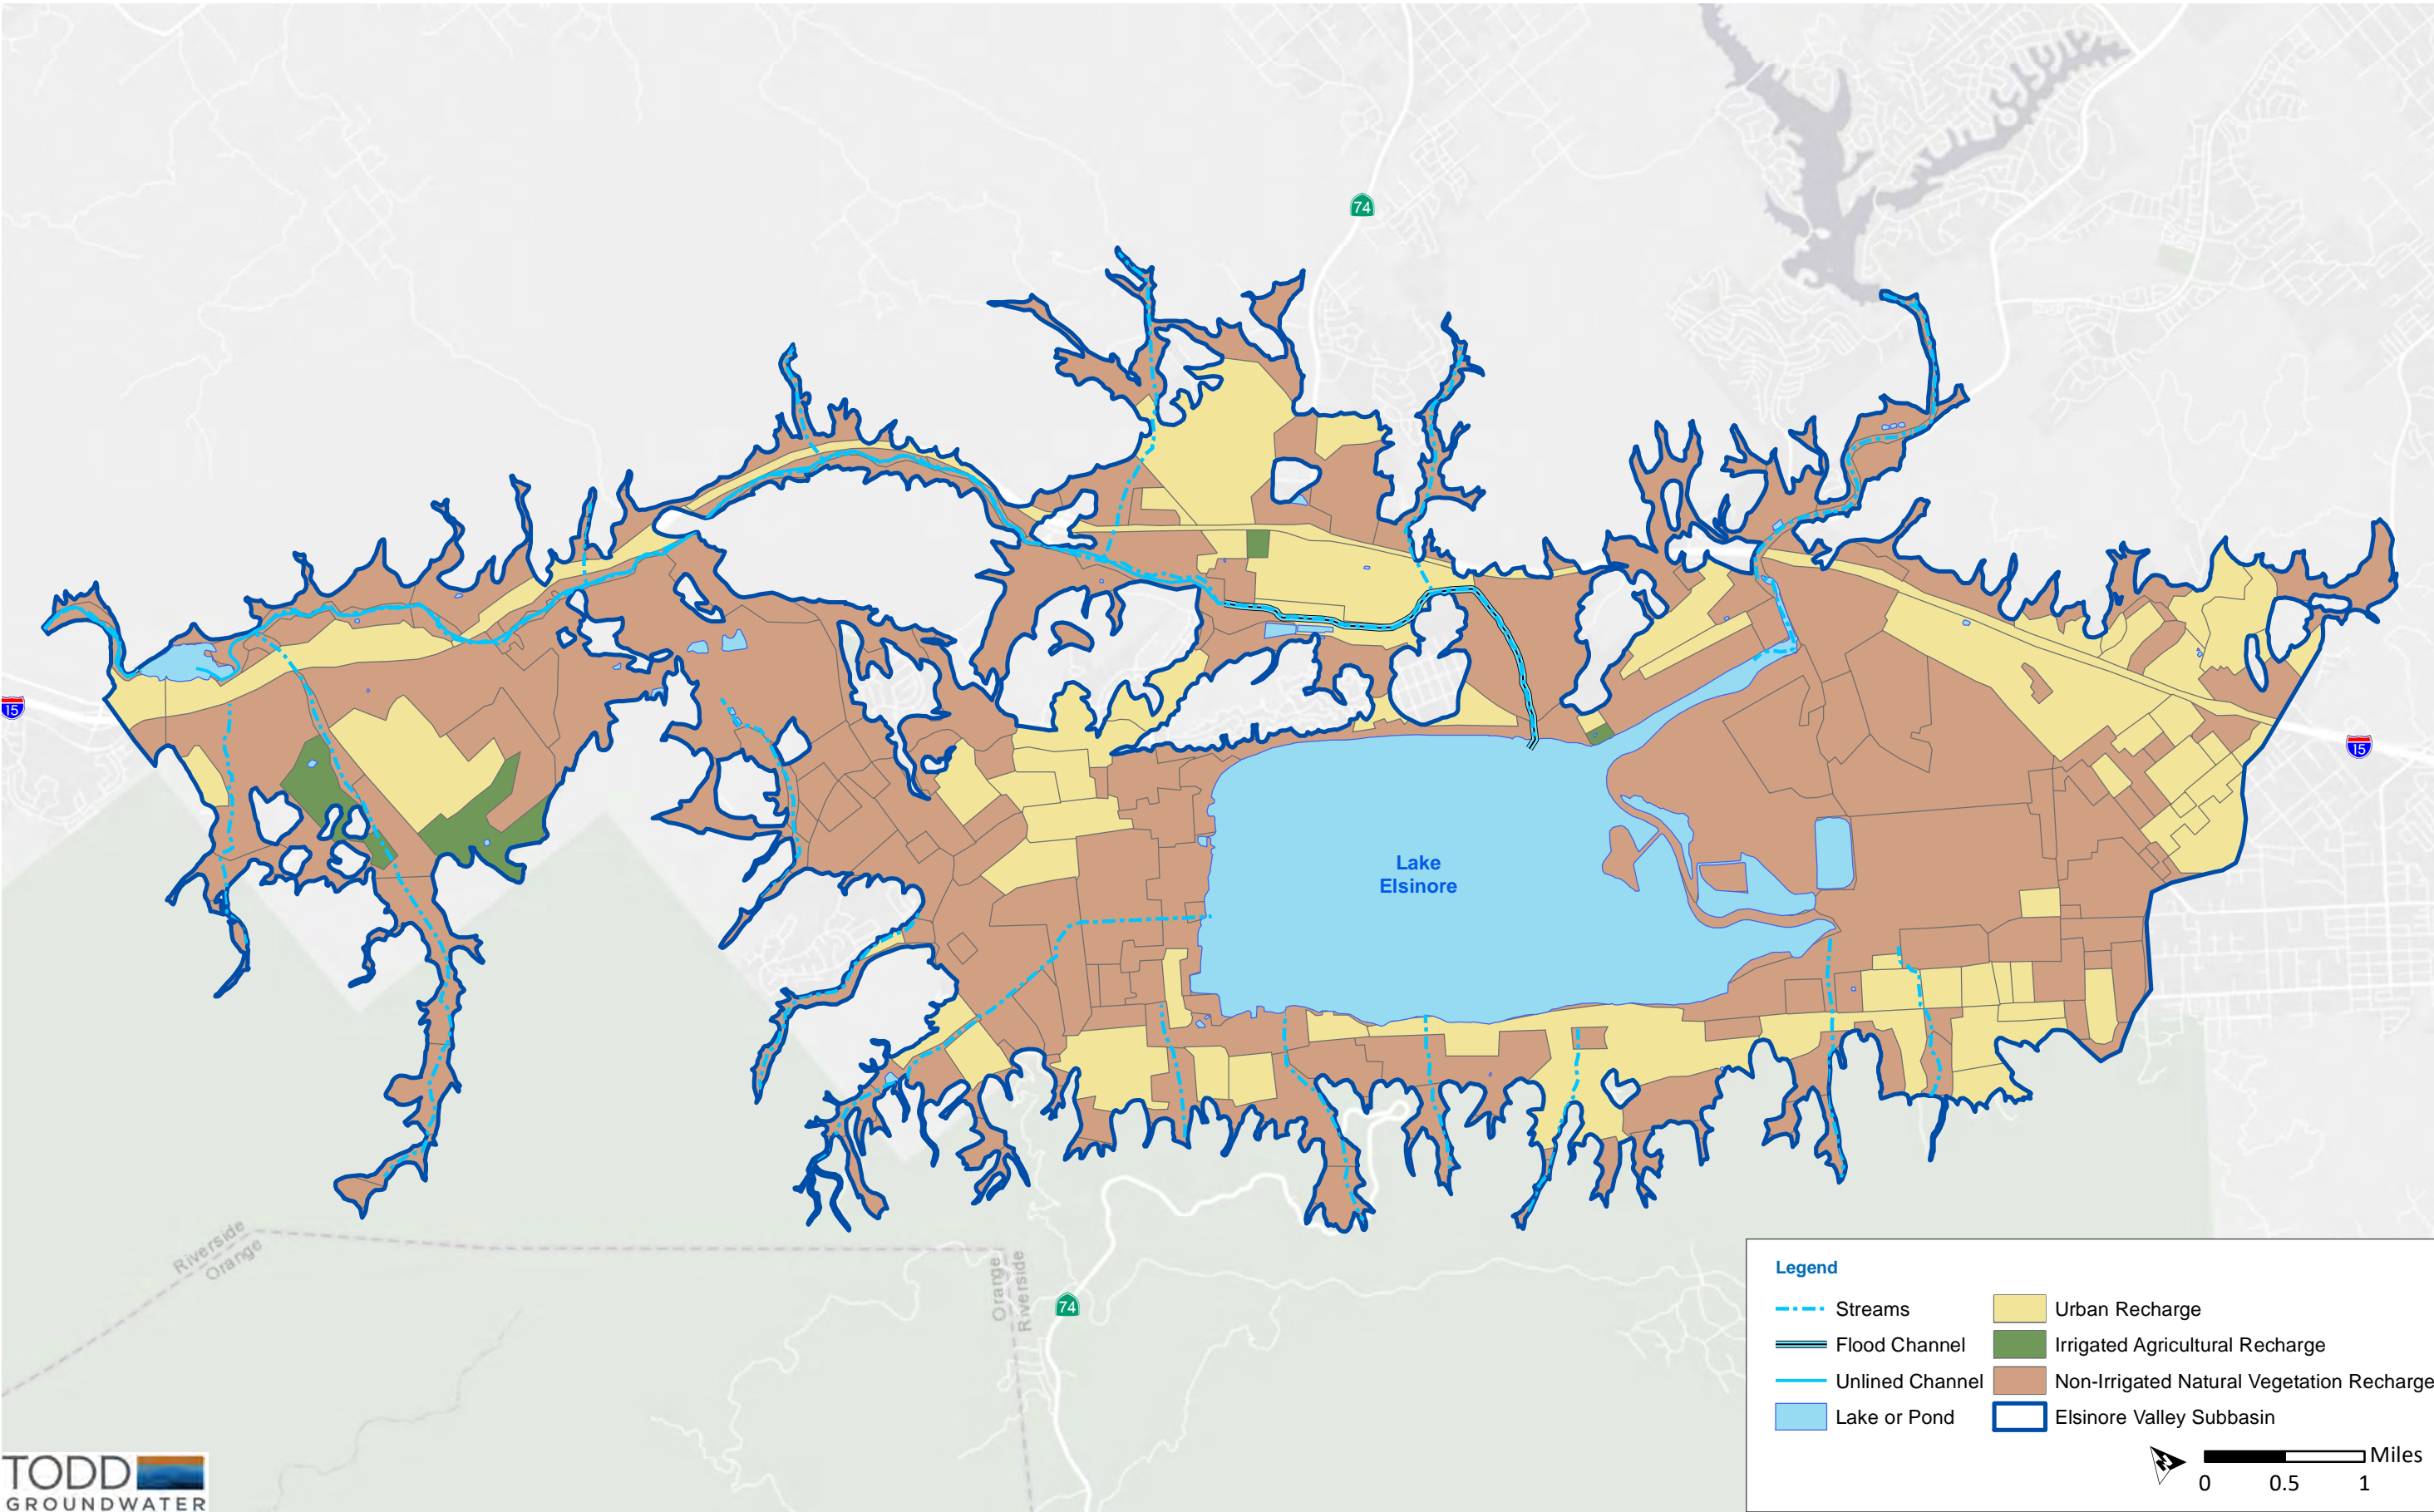 74
15
15
Lake
Elsinore
Riverside
Orange
Orange
Riverside
74
Legend
Streams
Flood Channel
Unlined Channel
Lake or Pond
Urban Recharge
Irrigated Agricultural Recharge
Non-Irrigated Natural Vegetation Recharge
Elsinore Valley Subbasin
N
Miles
0 0.5 1
TODD
GROUNDWATER